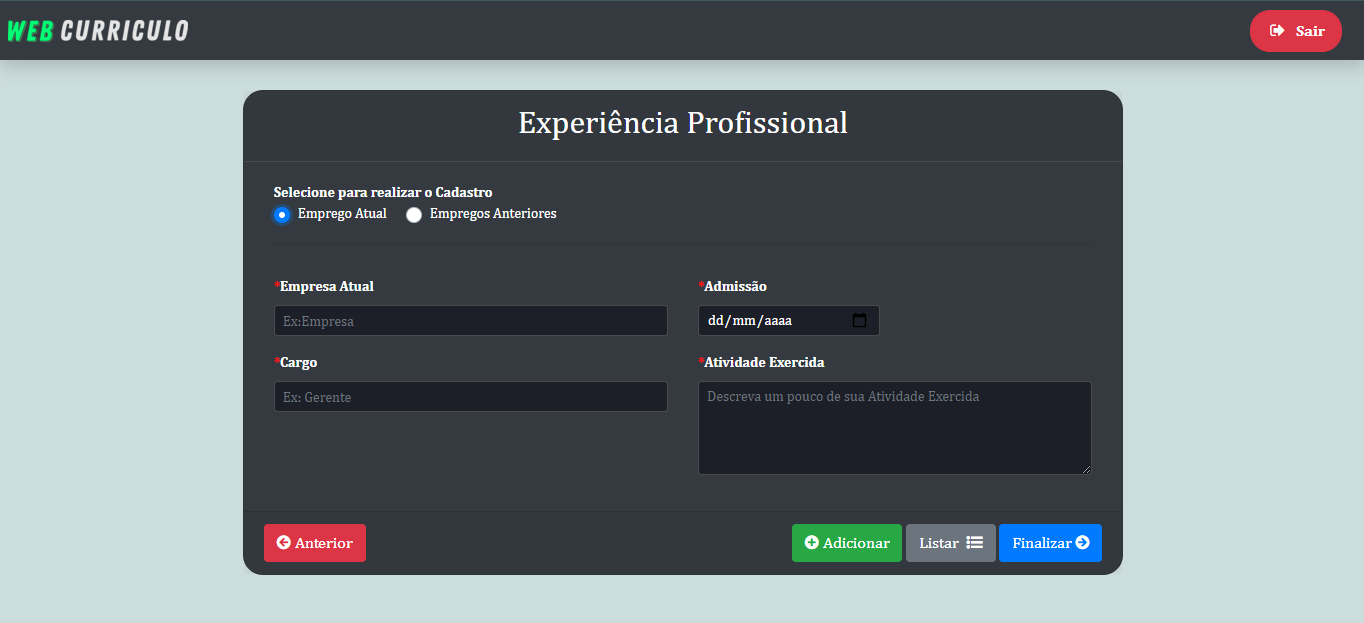 WEB CURRICULO
Sair
Experiência Profissional
Selecione para realizar o Cadastro
Emprego Atual Empregos Anteriores
*Empresa Atual
Ex:Empresa
*Admissão
dd/mm/aaaa
*Cargo
Ex: Gerente
*Atividade Exercida
Descreva um pouco de sua Atividade Exercida
Anterior
Adicionar
Listar
Finalizar